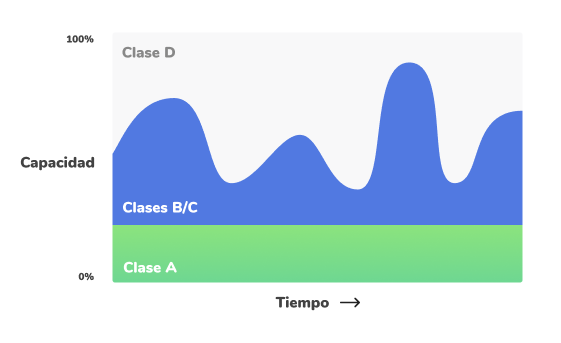 100%
Clase D
Capacidad
Clases B/C
Clase A
0%
Tiempo →